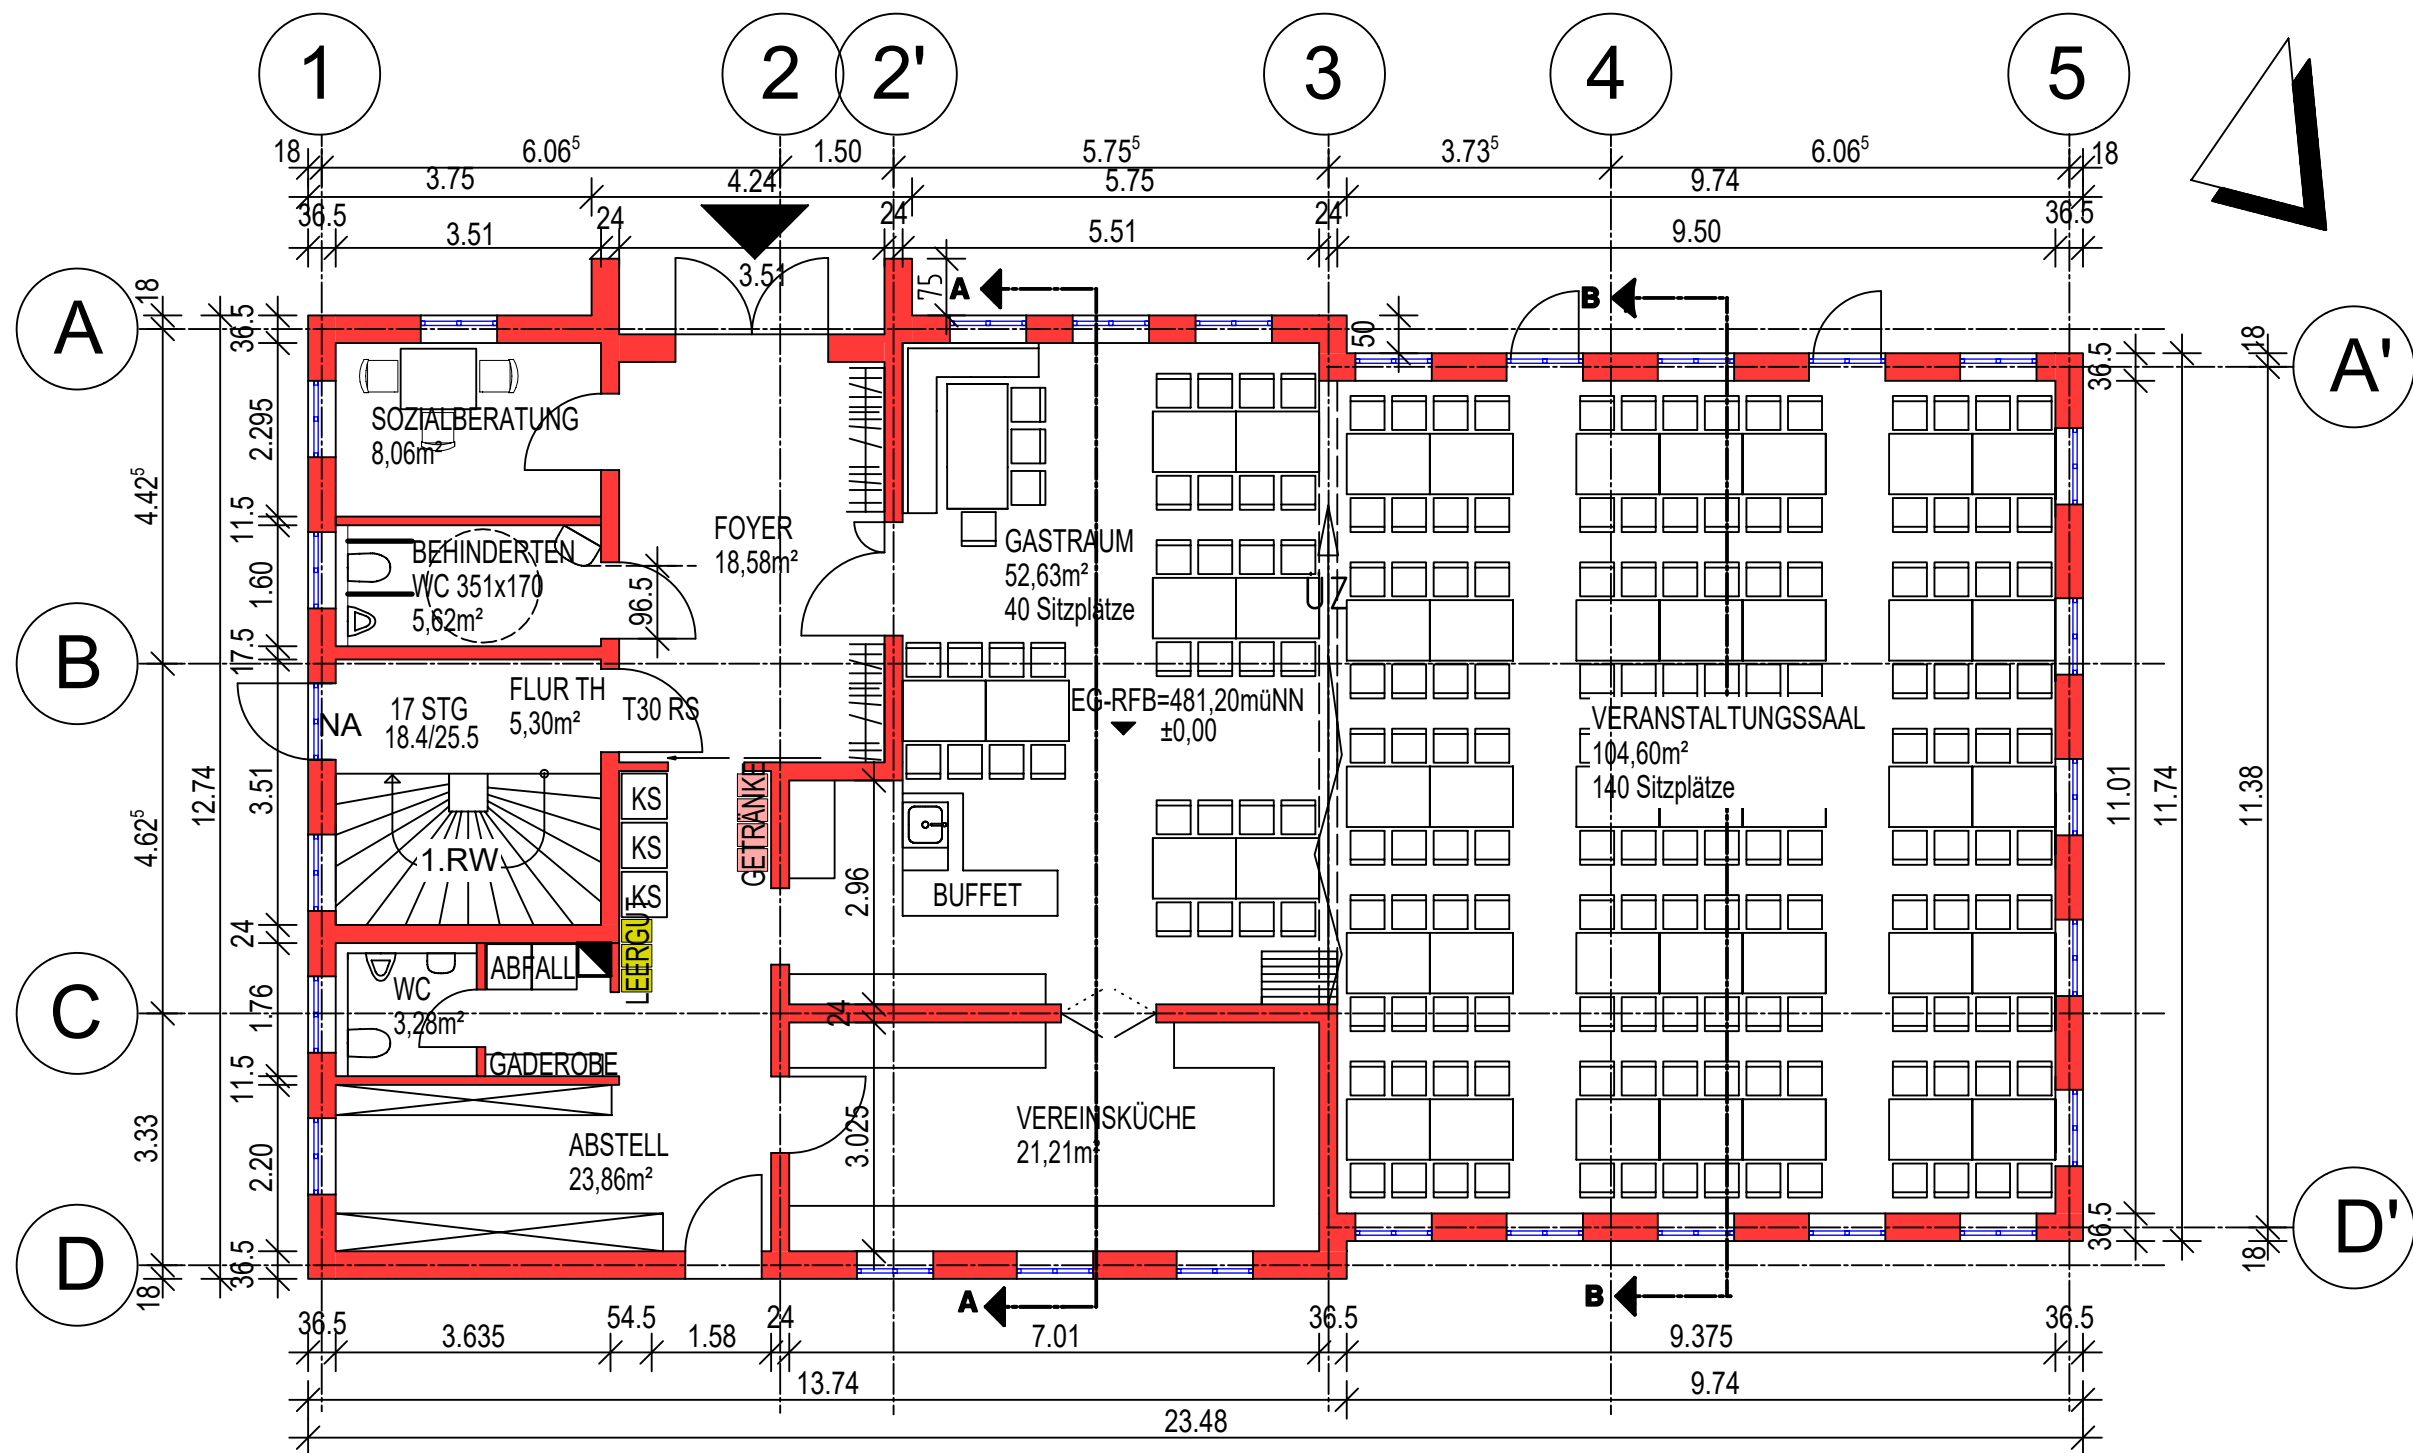 1
2
2'
3
4
5
18
6.06⁵
1.50
5.75⁵
3.73⁵
6.06⁵
18
3.75
4.24
5.75
9.74
36.5
3.51
24
24
5.51
24
9.50
36.5
3.51
75
A
B
50
A
A'
18
36.5
18
36.5
SOZIALBERATUNG
8,06m²
2.295
4.42⁵
11.5
BEHINDERTEN
WC 351x170
5,62m²
FOYER
18,58m²
96.5
GASTRAUM
52,63m²
40 Sitzplätze
ÜZ
1.60
B
17.5
FLUR TH
5,30m²
T30 RS
17 STG
18.4/25.5
NA
EG-RFB=481,20müNN
±0,00
VERANSTALTUNGSSAAL
104,60m²
140 Sitzplätze
12.74
3.51
4.62⁵
11.01
11.74
11.38
KS
KS
KS
GETRÄNKE
LEERGUT
1.RW
2.96
BUFFET
24
C
WC
3,28m²
ABFALL
GADEROBE
1.76
24
11.5
3.33
2.20
ABSTELL
23,86m²
3.025
VEREINSKÜCHE
21,21m²
D
D'
36.5
18
36.5
18
A
B
36.5
3.635
54.5
1.58
24
7.01
36.5
9.375
36.5
13.74
9.74
23.48